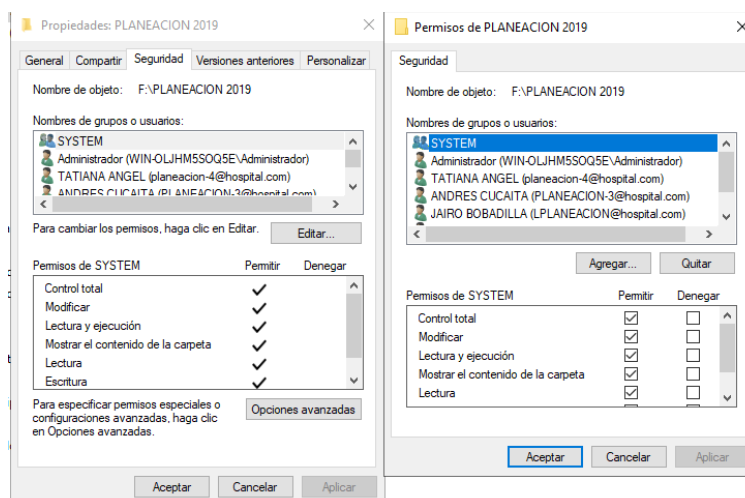 Propiedades: PLANEACION 2019
General Compartir Seguridad Versiones anteriores Personalizar
Nombre de objeto: F:\PLANEACION 2019
Nombres de grupos o usuarios:
SYSTEM
Administrador (WIN-OLJHM5SOQ5E\Administrador)
TATIANA ANGEL (planeacion-4@hospital.com)
ANDRES CUCAITA (PLANEACION-3@hospital.com)
Para cambiar los permisos, haga clic en Editar.
Editar...
Permisos de SYSTEM Permitir Denegar
Control total
Modificar
Lectura y ejecución
Mostrar el contenido de la carpeta
Lectura
Escritura
Para especificar permisos especiales o
configuraciones avanzadas, haga clic
en Opciones avanzadas.
Opciones avanzadas
Aceptar Cancelar Aplicar
Permisos de PLANEACION 2019
Seguridad
Nombre de objeto: F:\PLANEACION 2019
Nombres de grupos o usuarios:
SYSTEM
Administrador (WIN-OLJHM5SOQ5E\Administrador)
TATIANA ANGEL (planeacion-4@hospital.com)
ANDRES CUCAITA (PLANEACION-3@hospital.com)
JAIRO BOBADILLA (LPLANEACION@hospital.com)
Agregar... Quitar
Permisos de SYSTEM Permitir Denegar
Control total
Modificar
Lectura y ejecución
Mostrar el contenido de la carpeta
Lectura
Aceptar Cancelar Aplicar